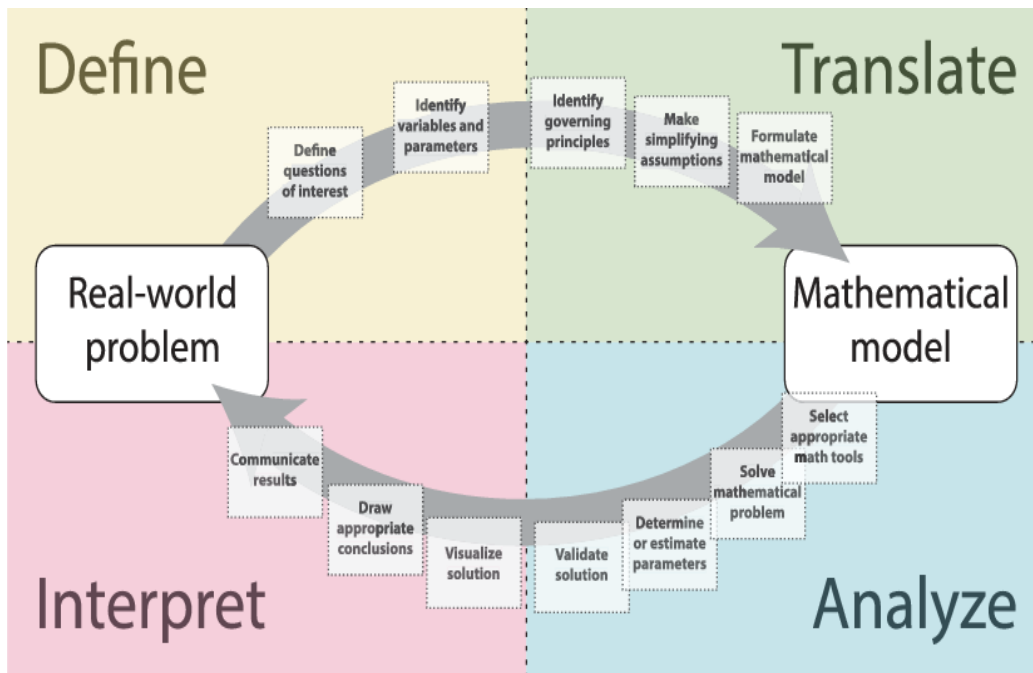 Define
Translate
Define
questions
of interest
Identify
variables and
parameters
Identify
governing
principles
Make
simplifying
assumptions
Formulate
mathematical
model
Real-world
problem
Mathematical
model
Select
appropriate
math tools
Solve
mathematical
problem
Determine
or estimate
parameters
Validate
solution
Visualize
solution
Draw
appropriate
conclusions
Communicate
results
Interpret
Analyze